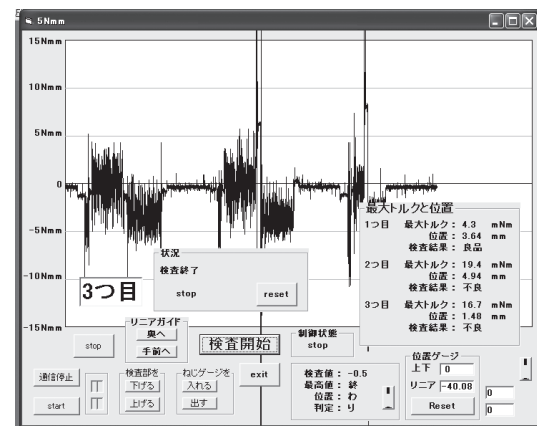 5Nmm
15Nmm
10Nmm
5Nmm
0
-5Nmm
-10Nmm
-15Nmm
最大トルクと位置
1つ目 最大トルク: 4.3 mNm
位置: 3.64 mm
検査結果: 良品
2つ目 最大トルク: 19.4 mNm
位置: 4.94 mm
検査結果: 不良
3つ目 最大トルク: 16.7 mNm
位置: 1.48 mm
検査結果: 不良
3つ目
状況
検査終了
stop
reset
stop
リニアガイド
奥へ
手前へ
検査開始
制御状態
stop
通信停止
start
検査部を
下げる
上げる
ねじゲージを
入れる
出す
exit
検査値: -0.5
最高値: 終
位置: わ
判定: り
位置ゲージ
上下 0
リニア -40.08
Reset
0
0